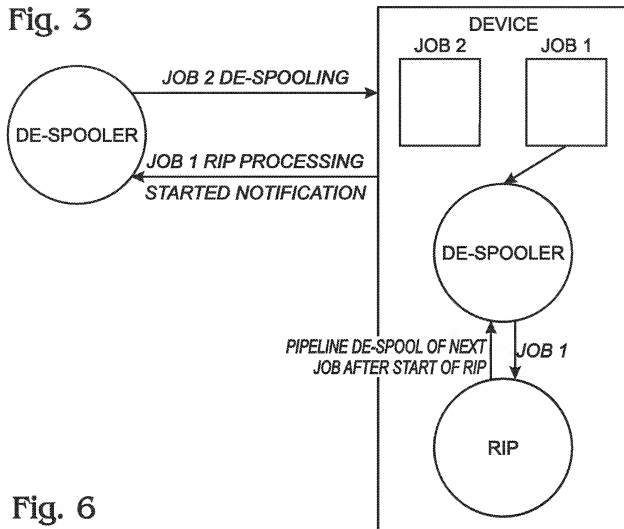 Fig. 3
DEVICE
JOB 2
JOB 1
JOB 2 DE-SPOOLING
DE-SPOOLER
JOB 1 RIP PROCESSING
STARTED NOTIFICATION
DE-SPOOLER
PIPELINE DE-SPOOL OF NEXT
JOB AFTER START OF RIP
JOB 1
RIP
Fig. 6